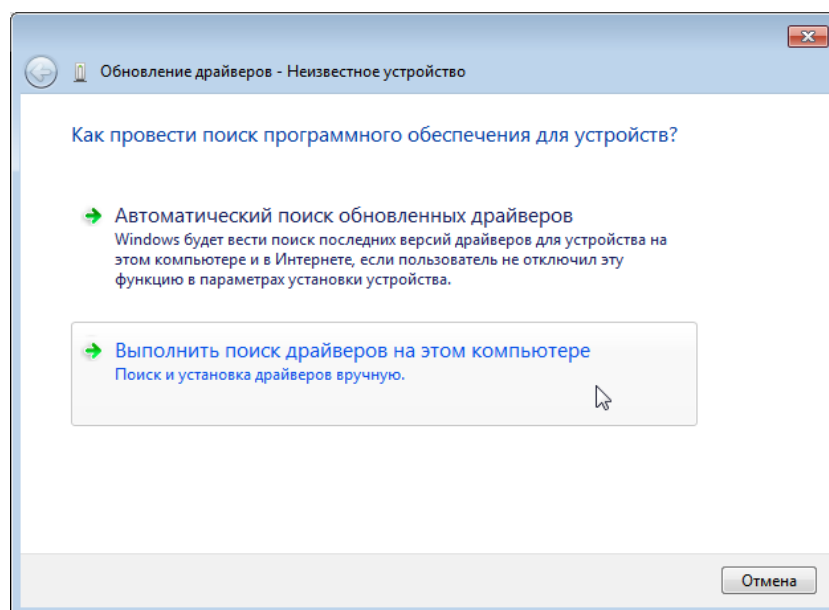 Обновление драйверов - Неизвестное устройство
Как провести поиск программного обеспечения для устройств?
Автоматический поиск обновленных драйверов
Windows будет вести поиск последних версий драйверов для устройства на
этом компьютере и в Интернете, если пользователь не отключил эту
функцию в параметрах установки устройства.
Выполнить поиск драйверов на этом компьютере
Поиск и установка драйверов вручную.
Отмена